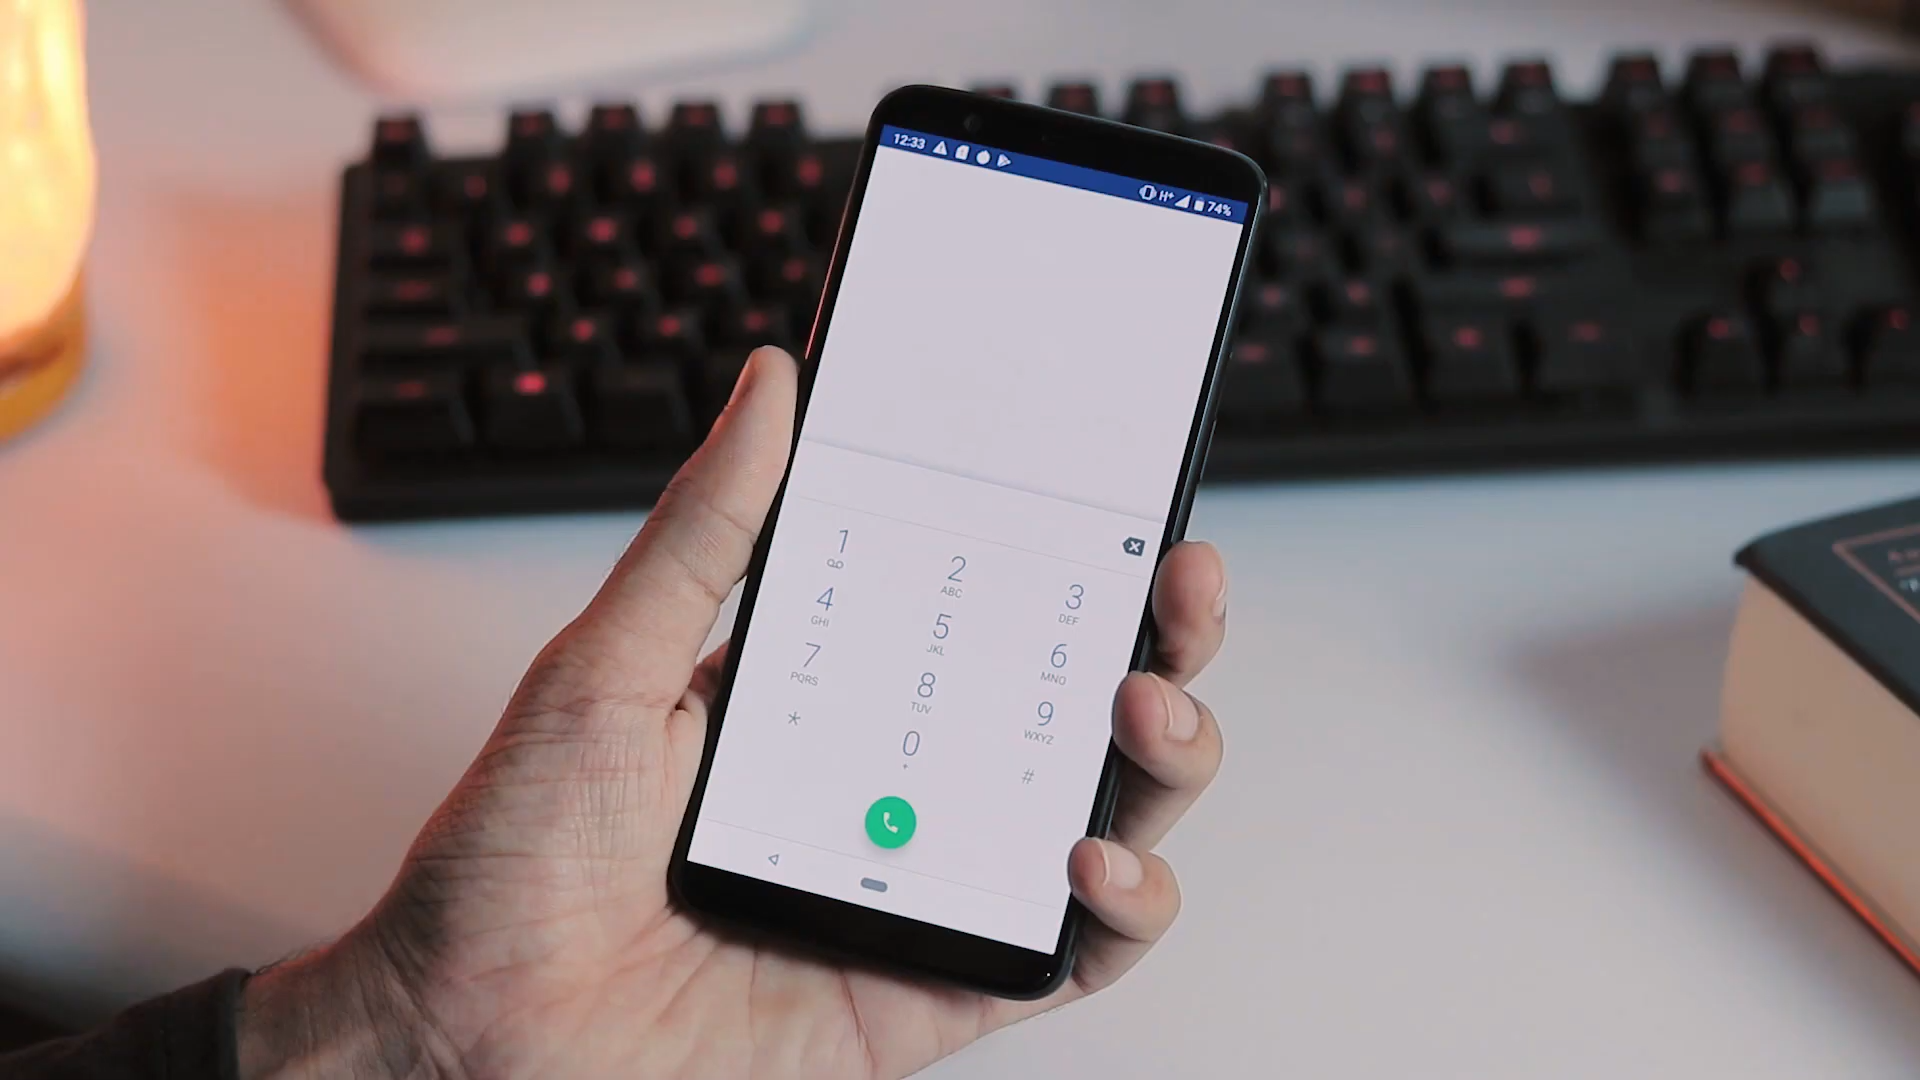 12:33 H+ 74%
1 2 3
ABC DEF
4 5 6
GHI JKL MNO
7 8 9
PQRS TUV WXYZ
* 0 #
+